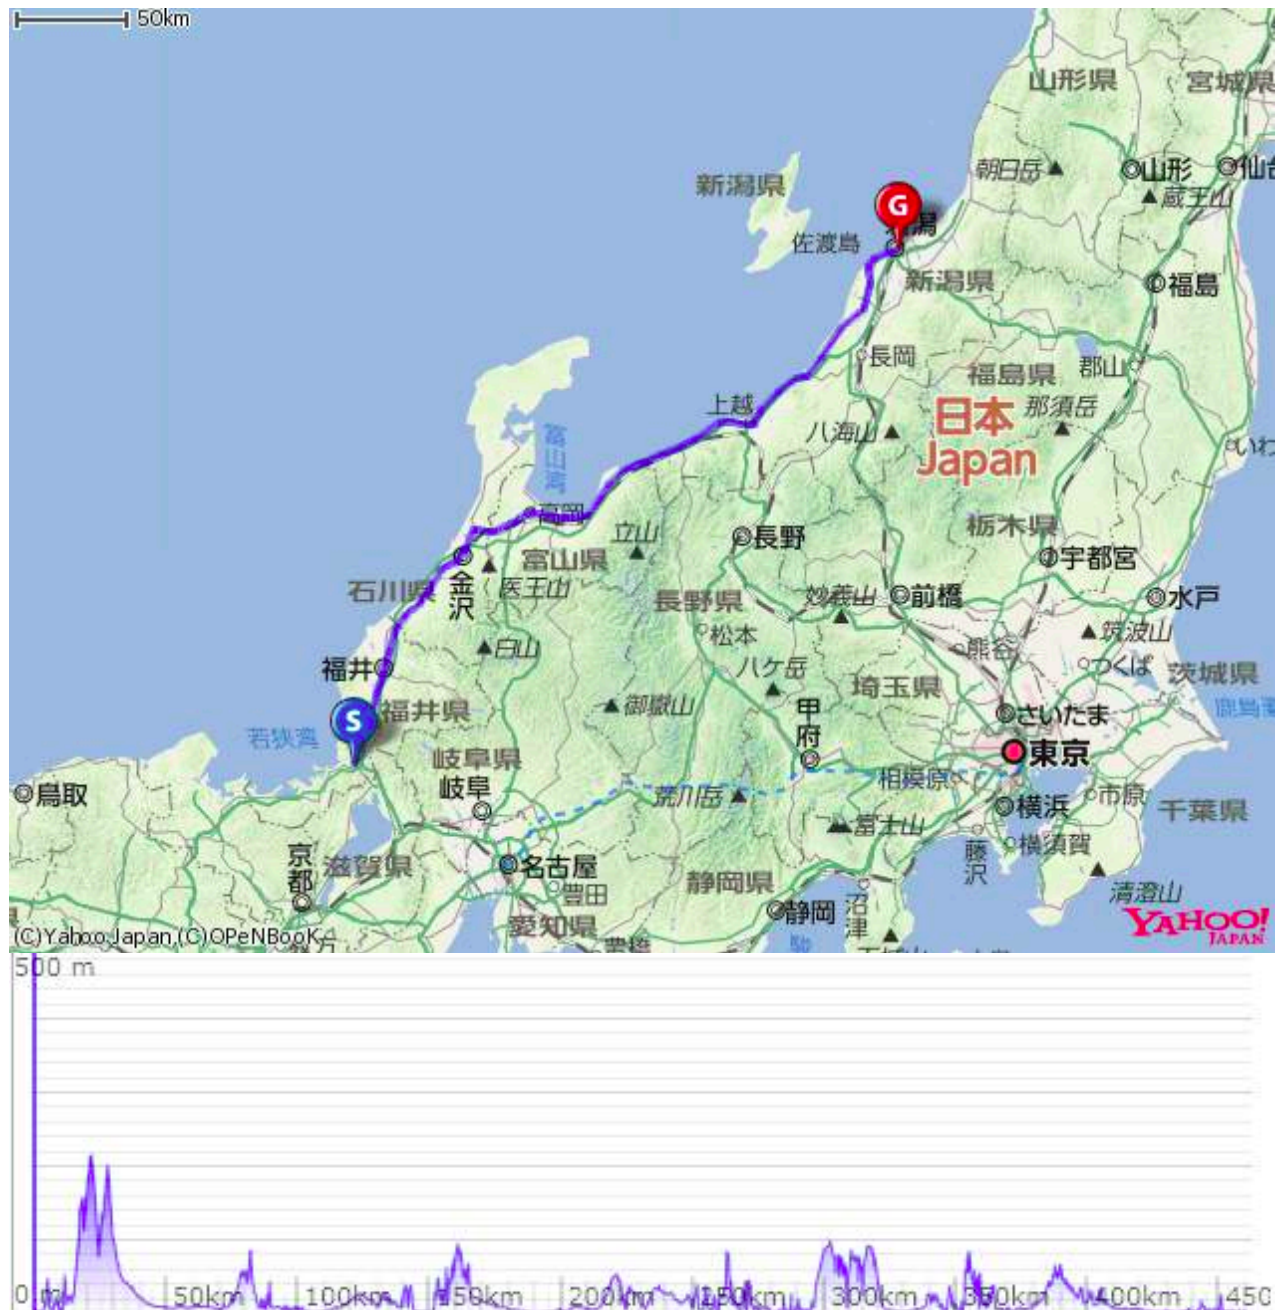 50km
山形県
宮城県
朝日岳
山形
仙台
新潟県
蔵王山
G
佐渡島
新潟県
福島
長岡
福島県
郡山
上越
日本
那須岳
八海山
Japan
いわ
富山湾
高岡
立山
長野
栃木県
宇都宮
金沢
富山県
石川県
医王山
長野県
妙義山
前橋
水戸
白山
松本
熊谷
筑波山
福井
八ケ岳
つくば
茨城県
埼玉県
S
福井県
御嶽山
甲府
さいたま
若狭湾
岐阜県
東京
鳥取
岐阜
荒川岳
相模原
横浜
市原
千葉県
富士山
横須賀
藤沢
京都
滋賀県
名古屋
豊田
静岡県
清澄山
愛知県
静岡
沼津
YAHOO!
JAPAN
(C)Yahoo Japan,(C)OPeNBooK
500 m
0 m
50km
100km
150km
200km
250km
300km
350km
400km
450